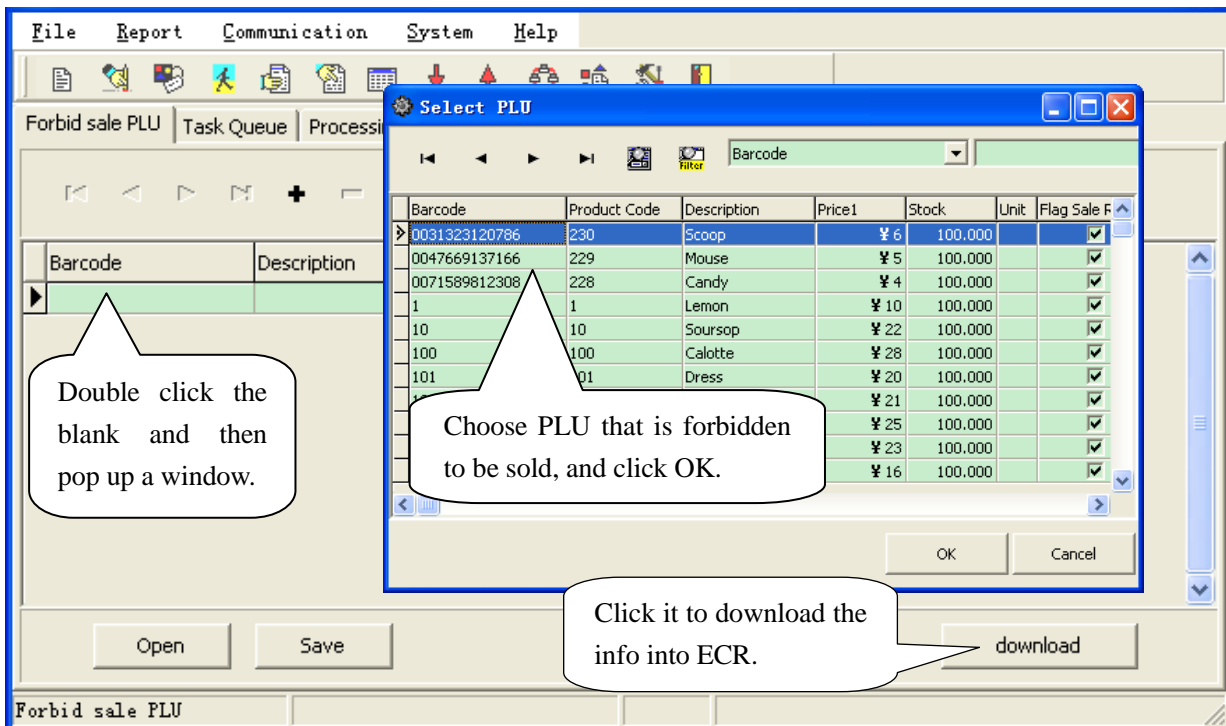 File Report Communication System Help
Select PLU
Forbid sale PLU Task Queue Processi
Barcode
Filter
Barcode Product Code Description Price1 Stock Unit Flag Sale F
0031323120786 230 Scoop ¥ 6 100.000
0047669137166 229 Mouse ¥ 5 100.000
0071589812308 228 Candy ¥ 4 100.000
1 1 Lemon ¥ 10 100.000
10 10 Soursop ¥ 22 100.000
100 100 Calotte ¥ 28 100.000
101 Dress ¥ 20 100.000
¥ 21 100.000
¥ 25 100.000
¥ 23 100.000
¥ 16 100.000
Barcode Description
Double click the
blank and then
pop up a window.
Choose PLU that is forbidden
to be sold, and click OK.
OK Cancel
Click it to download the
info into ECR.
Open Save download
Forbid sale PLU